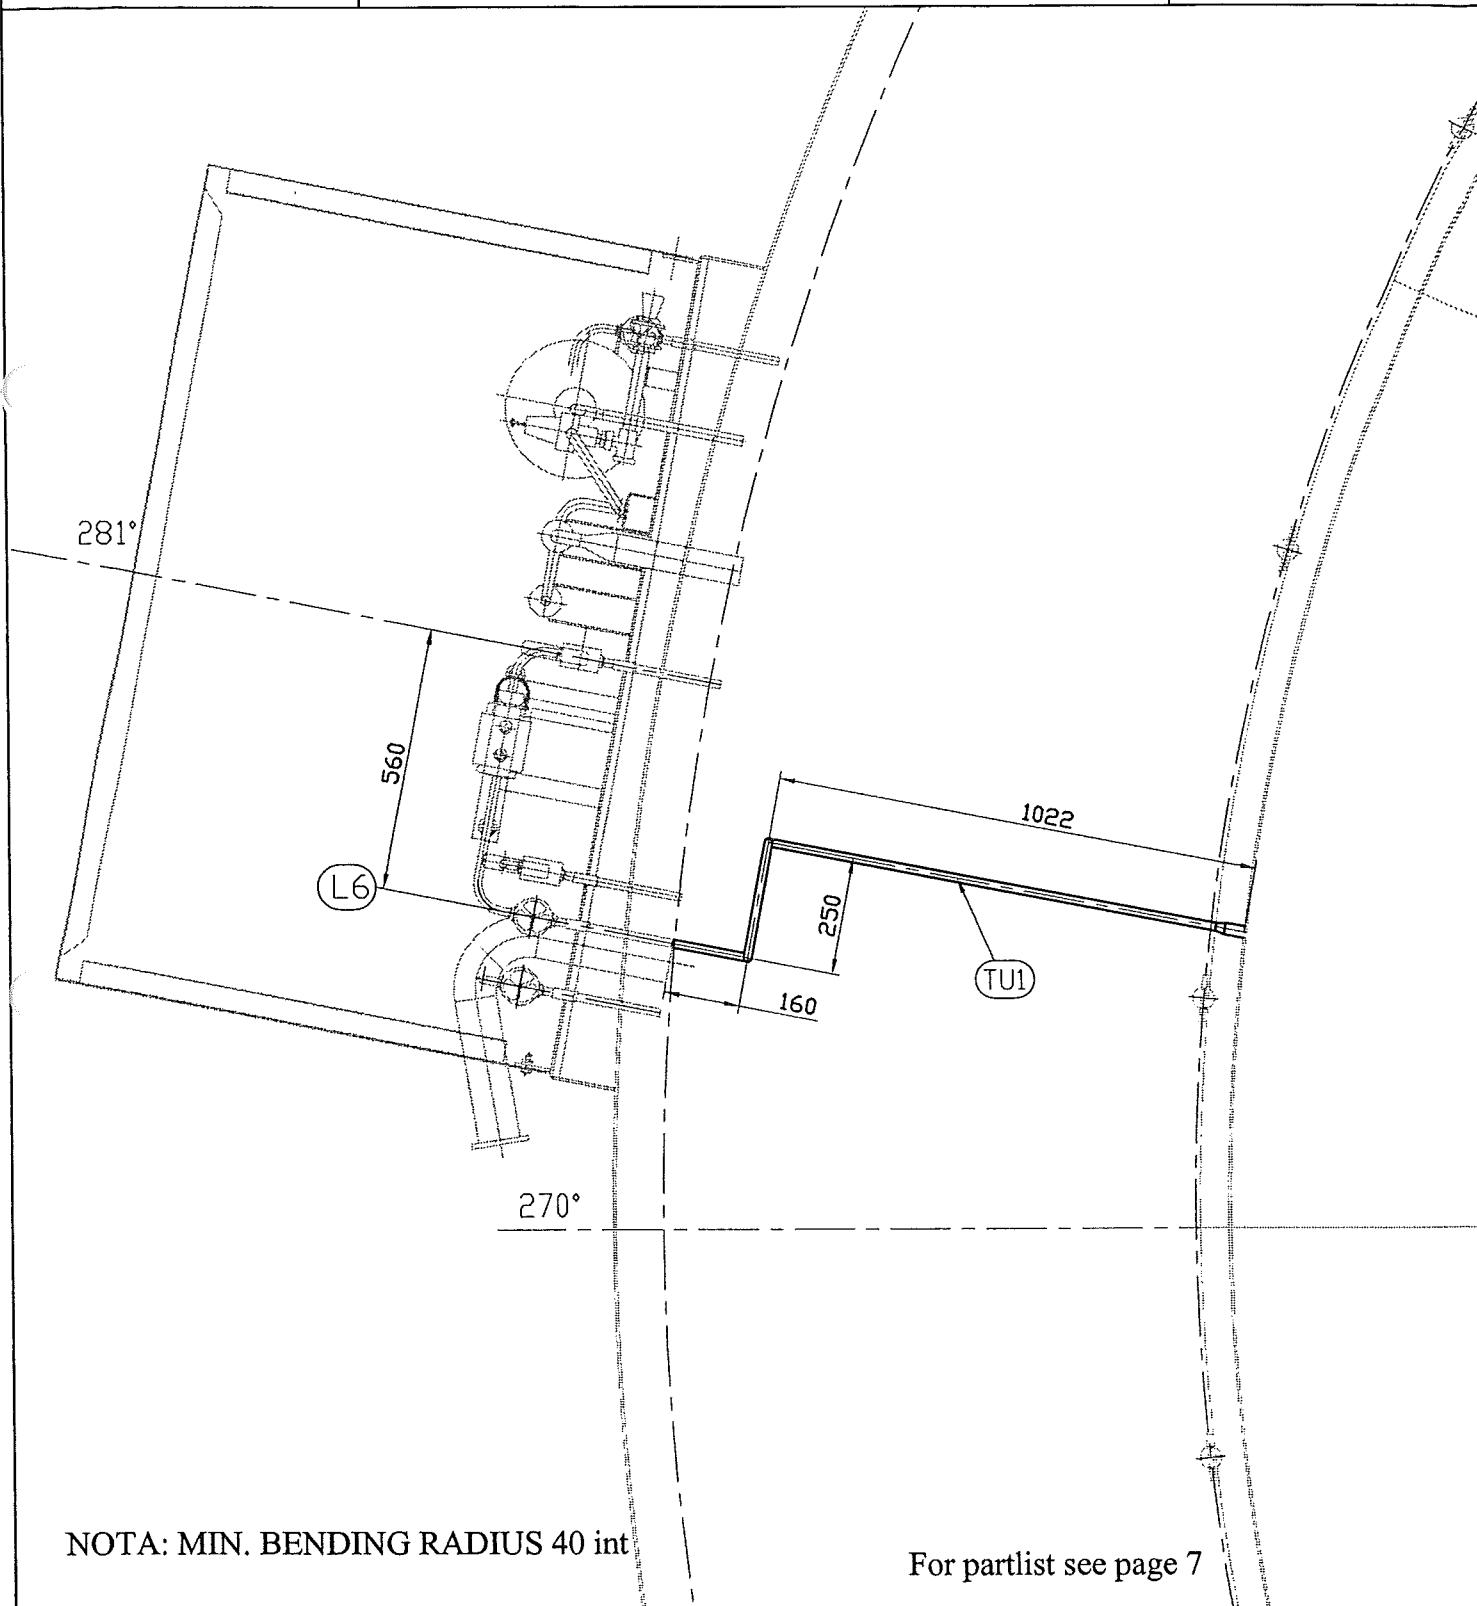 281°
560
1022
L6
250
TU1
160
270°
NOTA: MIN. BENDING RADIUS 40 int
For partlist see page 7